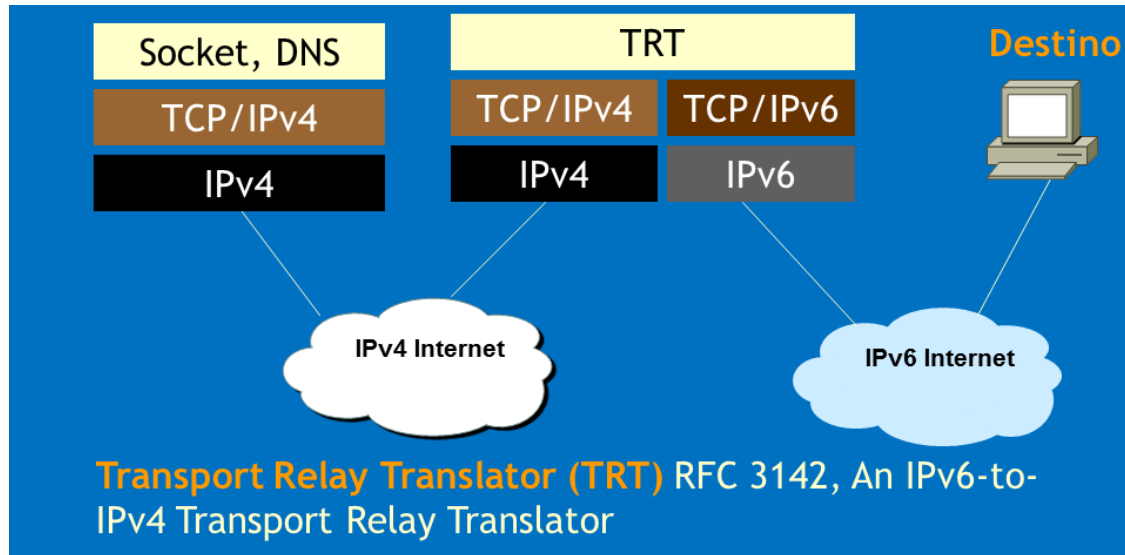 Socket, DNS
TCP/IPv4
IPv4
TRT
TCP/IPv4
TCP/IPv6
IPv4
IPv6
Destino
IPv4 Internet
IPv6 Internet
Transport Relay Translator (TRT) RFC 3142, An IPv6-to-
IPv4 Transport Relay Translator